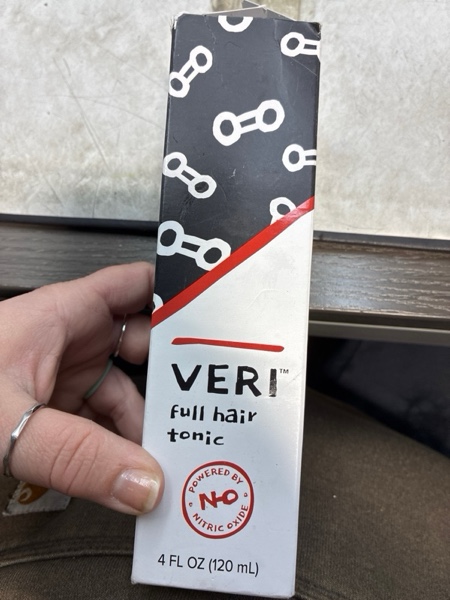 VERI™
full hair
tonic
POWERED BY
N=O
NITRIC OXIDE
4 FL OZ (120 mL)